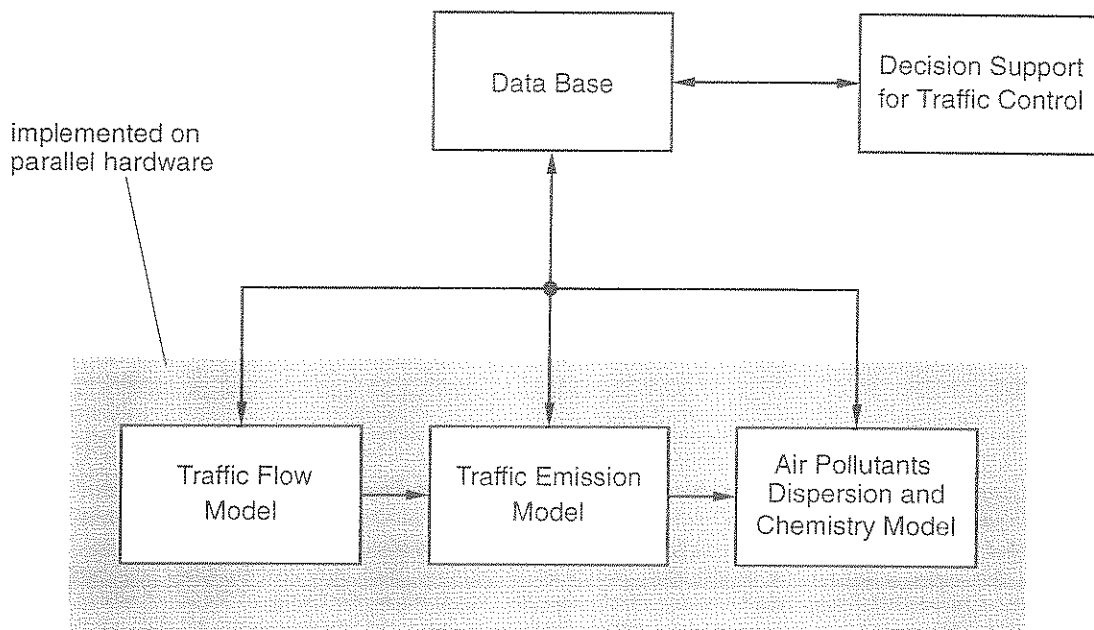 Data Base
Decision Support
for Traffic Control
implemented on
parallel hardware
Traffic Flow
Model
Traffic Emission
Model
Air Pollutants
Dispersion and
Chemistry Model